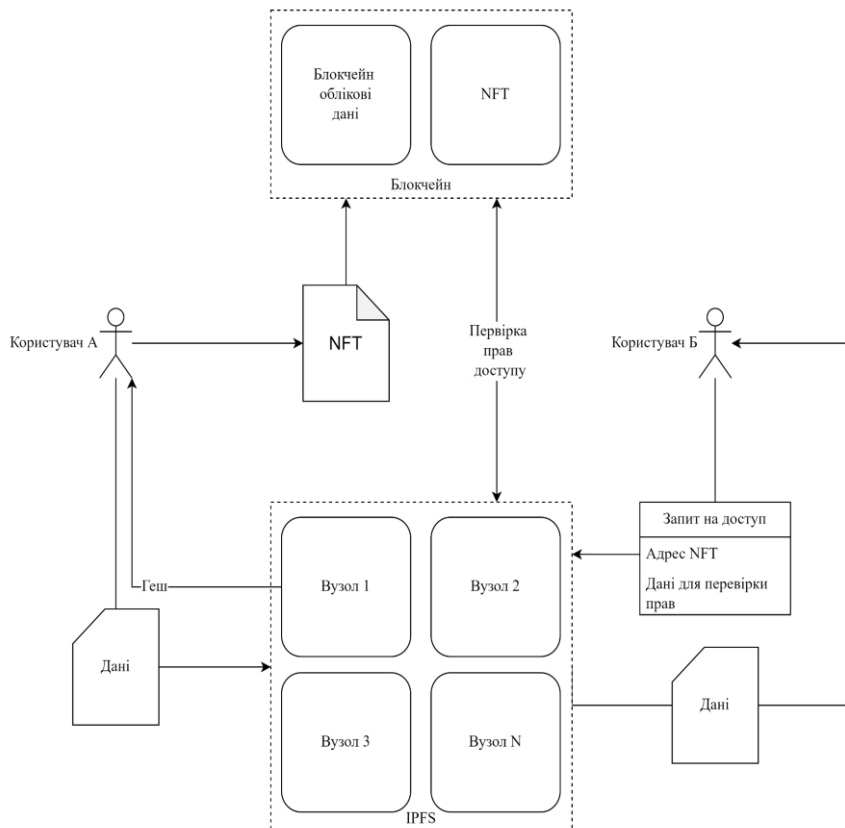 Блокчейн
облікові
дані
NFT
Блокчейн
Користувач А
NFT
Первірка
прав
доступу
Користувач Б
Запит на доступ
Адрес NFT
Дані для перевірки
прав
Вузол 1
Вузол 2
Геш
Дані
Вузол 3
Вузол N
Дані
IPFS